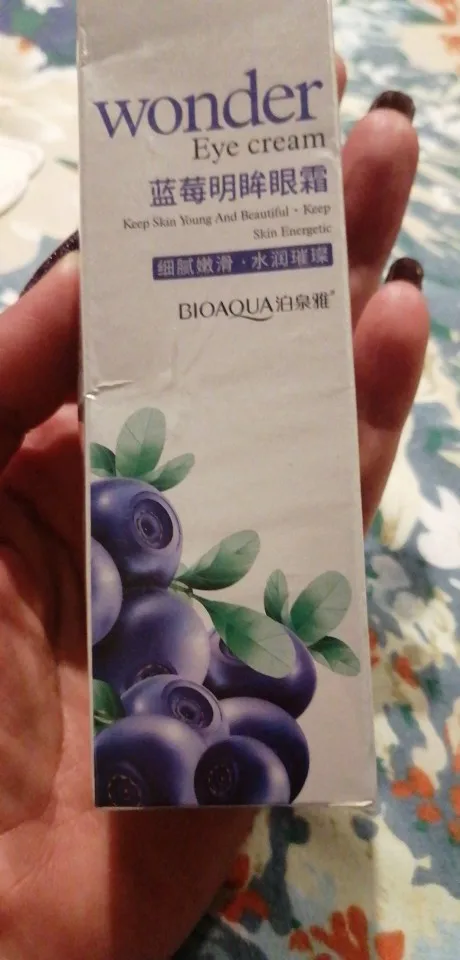 wonder
Eye cream
蓝莓明眸眼霜
Keep Skin Young And Beautiful · Keep
Skin Energetic
细腻嫩滑 · 水润璀璨
BIOAQUA泊泉雅®